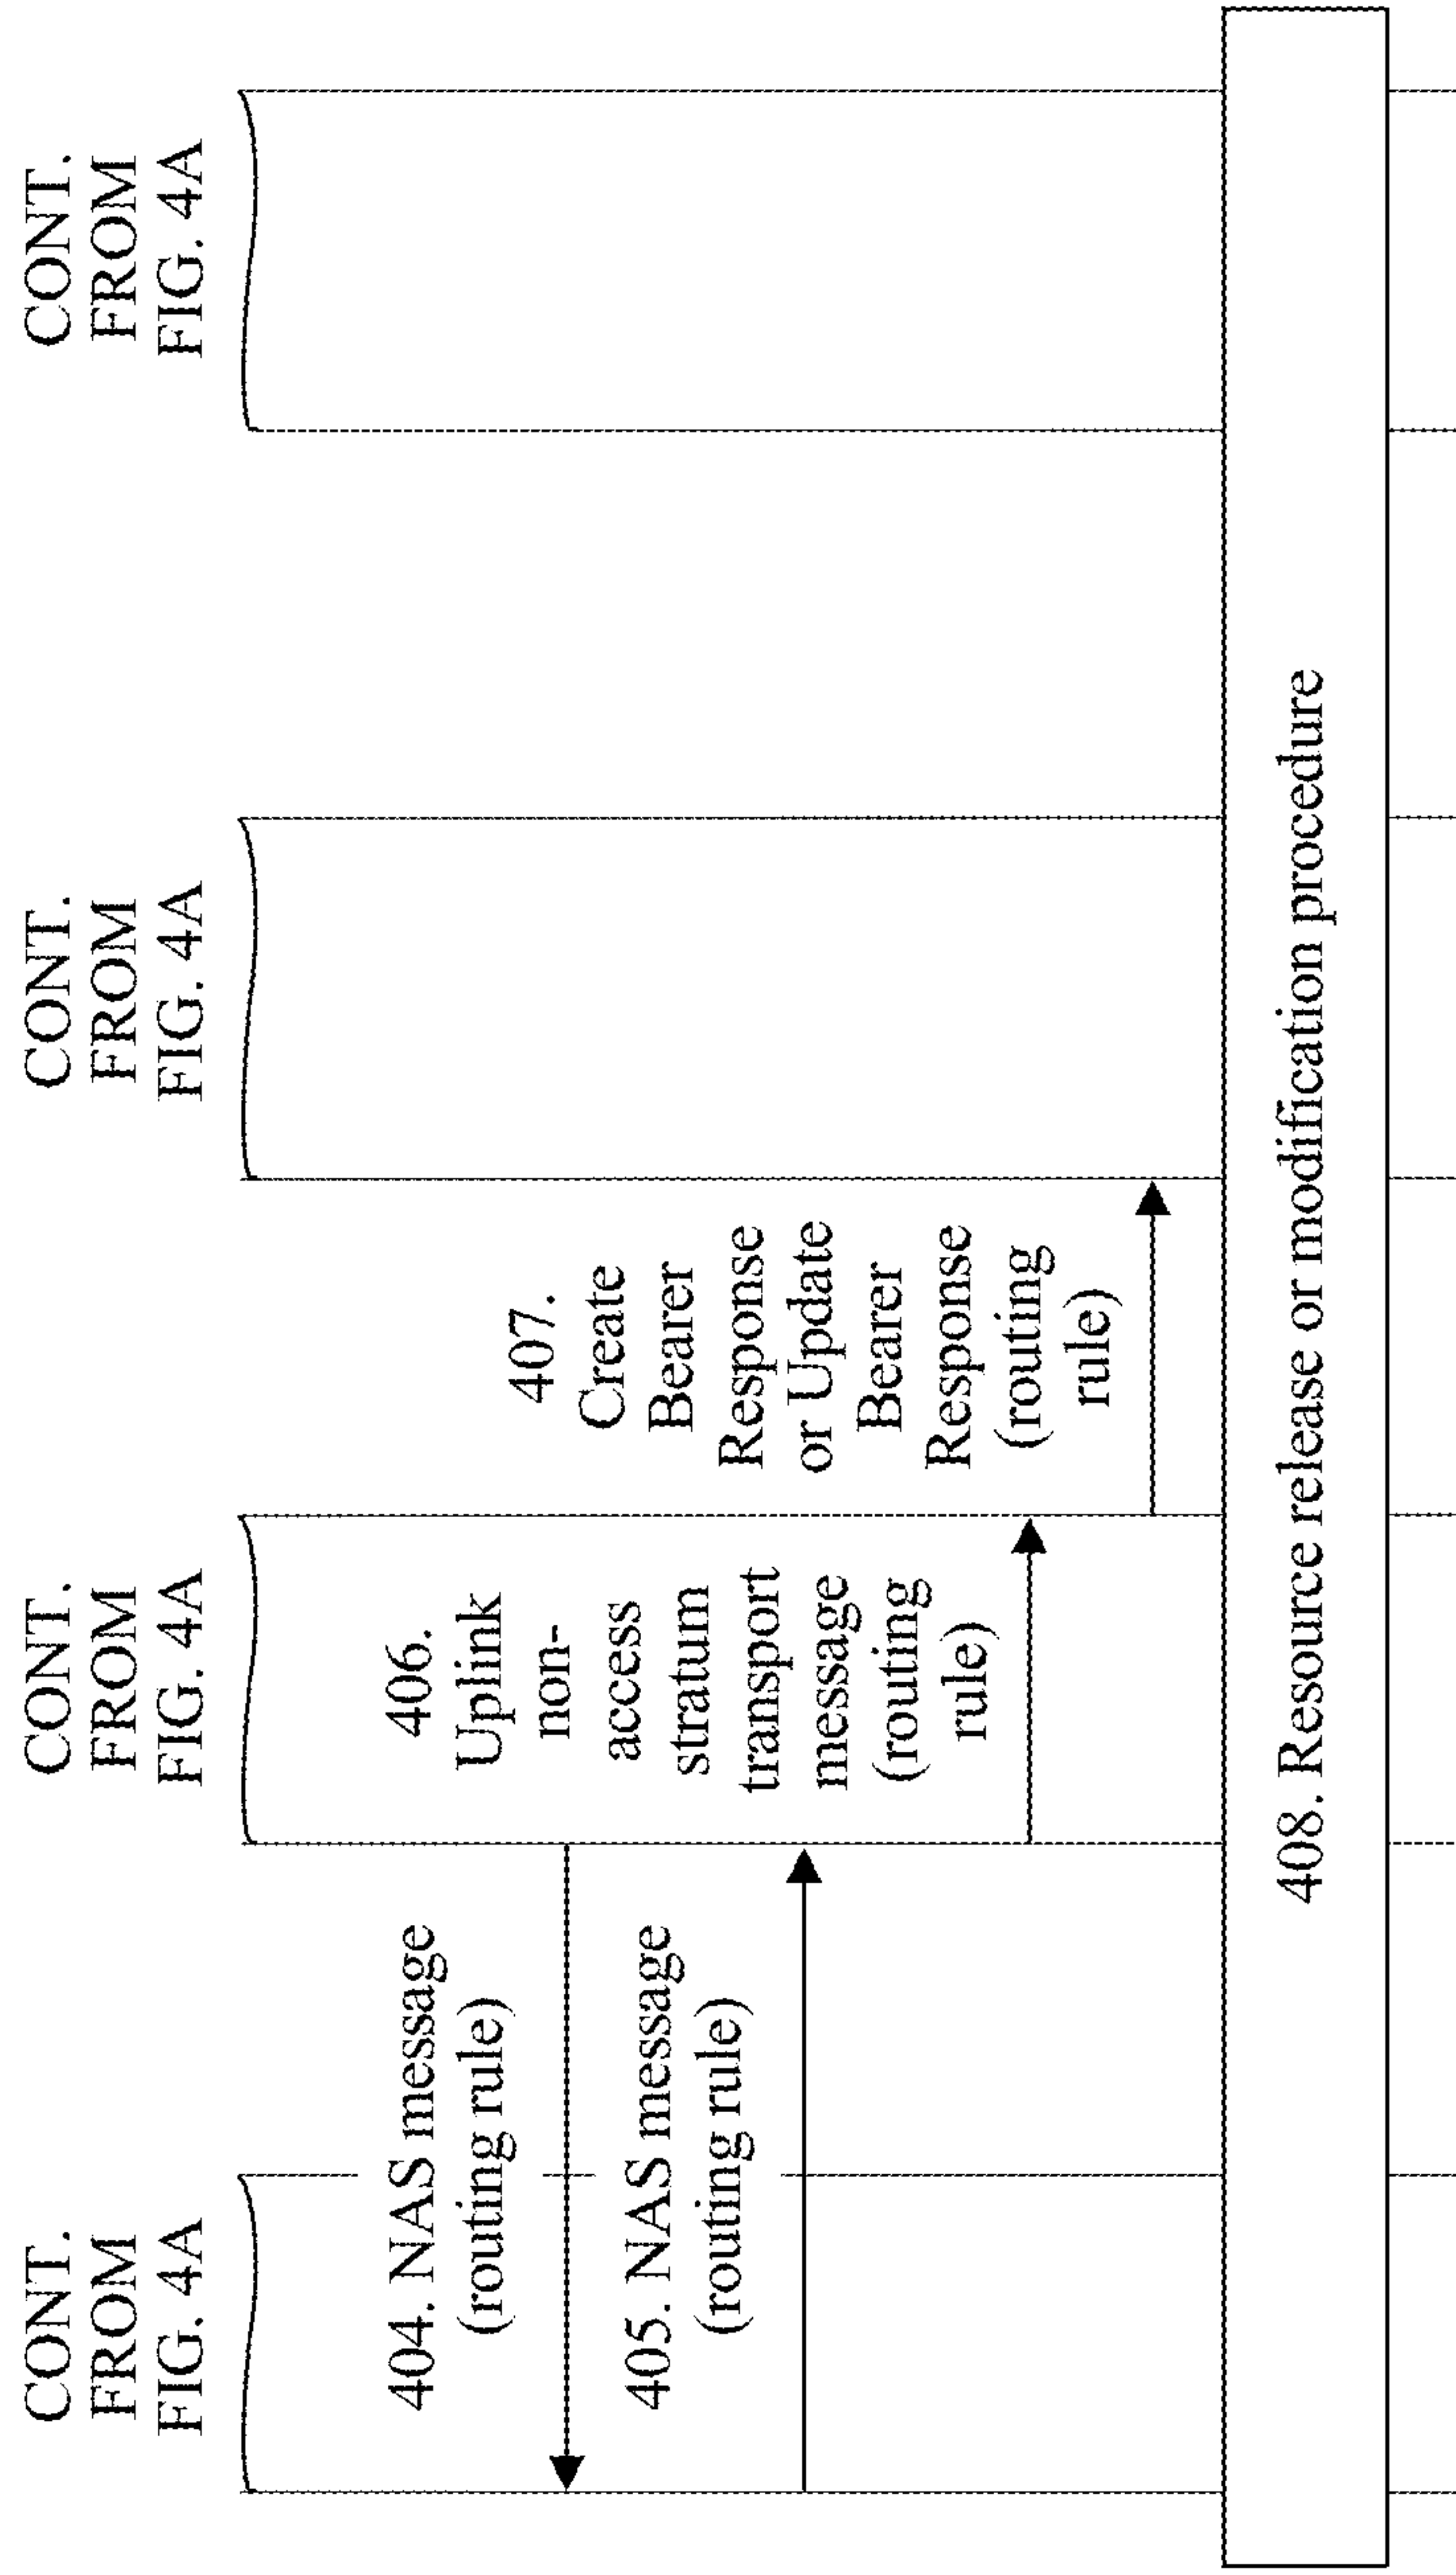 CONT.
FROM
FIG. 4A
CONT.
FROM
FIG. 4A
CONT.
FROM
FIG. 4A
CONT.
FROM
FIG. 4A
404. NAS message
(routing rule)
405. NAS message
(routing rule)
406.
Uplink
non-
access
stratum
transport
message
(routing
rule)
407.
Create
Bearer
Response
or Update
Bearer
Response
(routing
rule)
408. Resource release or modification procedure